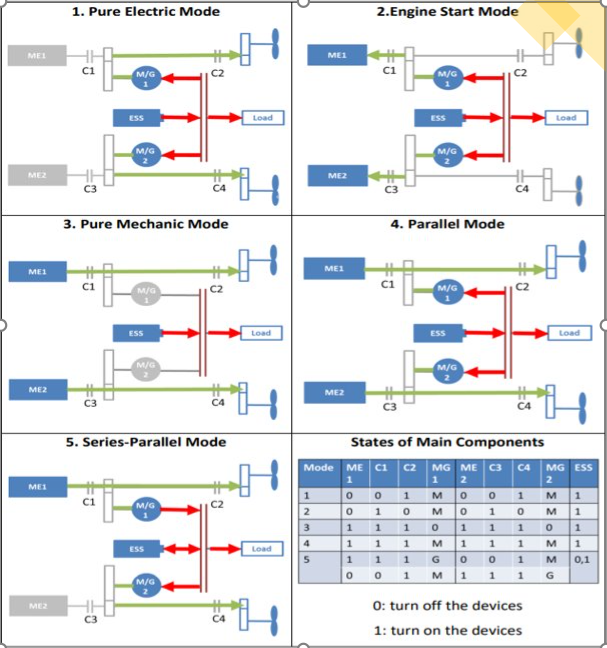 1. Pure Electric Mode
ME1
C1
M/G
1
C2
ESS
Load
M/G
2
ME2
C3
C4
2.Engine Start Mode
ME1
C1
M/G
1
C2
ESS
Load
M/G
2
ME2
C3
C4
3. Pure Mechanic Mode
ME1
C1
M/G
1
C2
ESS
Load
M/G
2
ME2
C3
C4
4. Parallel Mode
ME1
C1
M/G
1
C2
ESS
Load
M/G
2
ME2
C3
C4
5. Series-Parallel Mode
ME1
C1
M/G
1
C2
ESS
Load
M/G
2
ME2
C3
C4
States of Main Components
Mode ME 1 C1 C2 MG 1 ME 2 C3 C4 MG 2 ESS
1 0 0 1 M 0 0 1 M 1
2 0 1 0 M 0 1 0 M 1
3 1 1 1 0 1 1 1 0 1
4 1 1 1 M 1 1 1 M 1
5 1 1 1 G 0 0 1 M 0,1
0 0 1 M 1 1 1 G
0: turn off the devices
1: turn on the devices